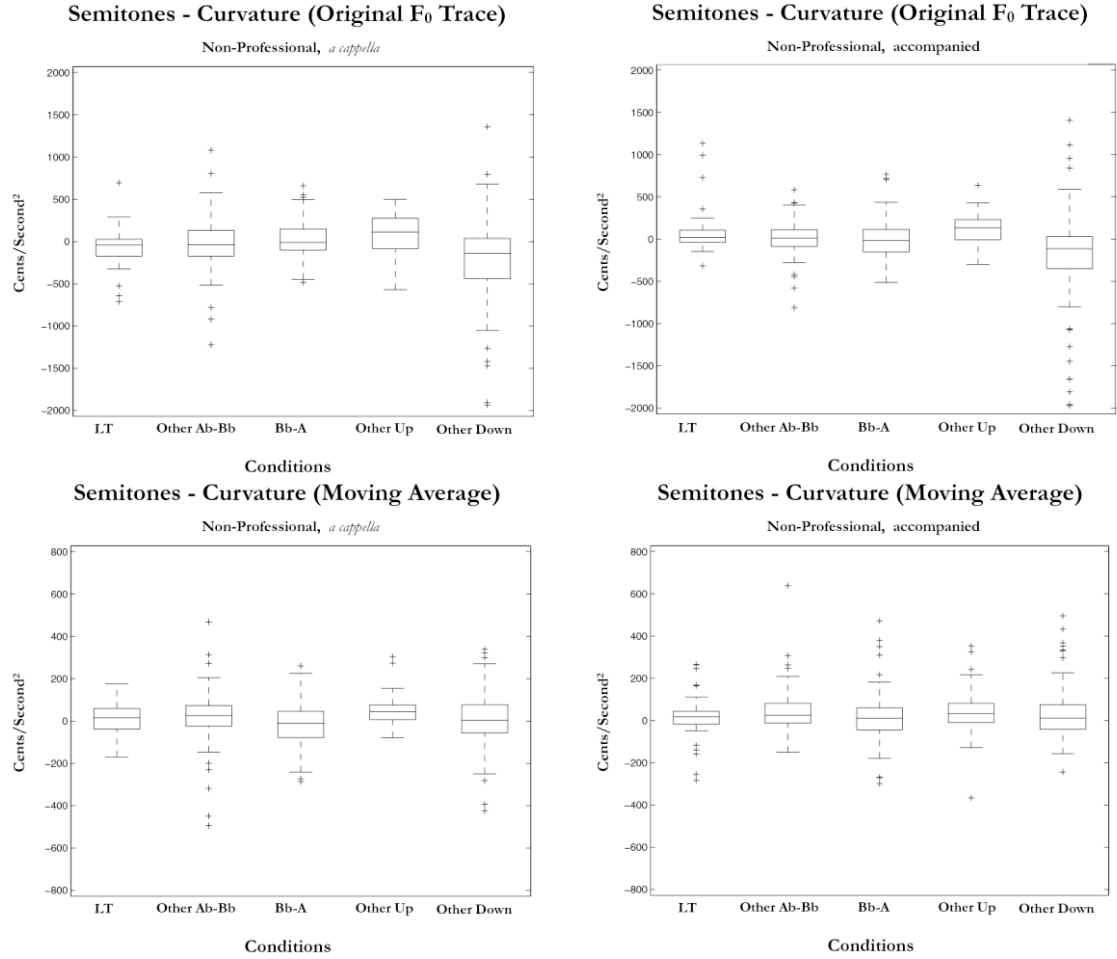 Semitones - Curvature (Original F₀ Trace)
Non-Professional, a cappella
2000
1500
1000
500
0
−500
−1000
−1500
−2000
Cents/Second²
LT Other Ab-Bb Bb-A Other Up Other Down
Conditions
Semitones - Curvature (Original F₀ Trace)
Non-Professional, accompanied
2000
1500
1000
500
0
−500
−1000
−1500
−2000
Cents/Second²
LT Other Ab-Bb Bb-A Other Up Other Down
Conditions
Semitones - Curvature (Moving Average)
Non-Professional, a cappella
800
600
400
200
0
−200
−400
−600
−800
Cents/Second²
LT Other Ab-Bb Bb-A Other Up Other Down
Conditions
Semitones - Curvature (Moving Average)
Non-Professional, accompanied
800
600
400
200
0
−200
−400
−600
−800
Cents/Second²
LT Other Ab-Bb Bb-A Other Up Other Down
Conditions